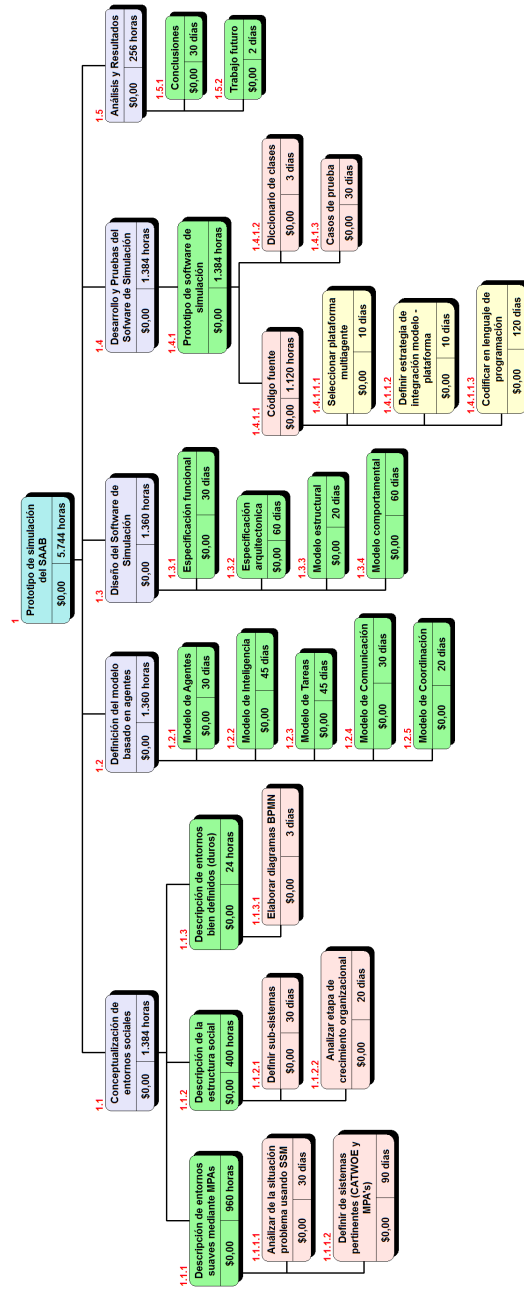 1
Prototipo de simulación
del SAAB
$0,00 5.744 horas
1.1
Conceptualización de
entornos sociales
$0,00 1.384 horas
1.1.1
Descripción de entornos
suaves mediante MPAs
$0,00 960 horas
1.1.1.1
Análizar de la situación
problema usando SSM
$0,00 30 días
1.1.1.2
Definir de sistemas
pertinentes (CATWOE y
MPA's)
$0,00 90 días
1.1.2
Descripción de la
estructura social
$0,00 400 horas
1.1.2.1
Definir sub-sistemas
$0,00 30 días
1.1.2.2
Analizar etapa de
crecimiento organizacional
$0,00 20 días
1.1.3
Descripción de entornos
bien definidos (duros)
$0,00 24 horas
1.1.3.1
Elaborar diagramas BPMN
$0,00 3 días
1.2
Definición del modelo
basado en agentes
$0,00 1.360 horas
1.2.1
Modelo de Agentes
$0,00 30 días
1.2.2
Modelo de Inteligencia
$0,00 45 días
1.2.3
Modelo de Tareas
$0,00 45 días
1.2.4
Modelo de Comunicación
$0,00 30 días
1.2.5
Modelo de Coordinación
$0,00 20 días
1.3
Diseño del Software de
Simulación
$0,00 1.360 horas
1.3.1
Especificación funcional
$0,00 30 días
1.3.2
Especificación
arquitectonica
$0,00 60 días
1.3.3
Modelo estructural
$0,00 20 días
1.3.4
Modelo comportamental
$0,00 60 días
1.4
Desarrollo y Pruebas del
Software de Simulación
$0,00 1.384 horas
1.4.1
Prototipo de software de
simulación
$0,00 1.384 horas
1.4.1.1
Código fuente
$0,00 1.120 horas
1.4.1.1.1
Seleccionar plataforma
multiagente
$0,00 10 días
1.4.1.1.2
Definir estrategia de
integración modelo -
plataforma
$0,00 10 días
1.4.1.1.3
Codificar en lenguaje de
programación
$0,00 120 días
1.4.1.2
Diccionario de clases
$0,00 3 días
1.4.1.3
Casos de prueba
$0,00 30 días
1.5
Análisis y Resultados
$0,00 256 horas
1.5.1
Conclusiones
$0,00 30 días
1.5.2
Trabajo futuro
$0,00 2 días